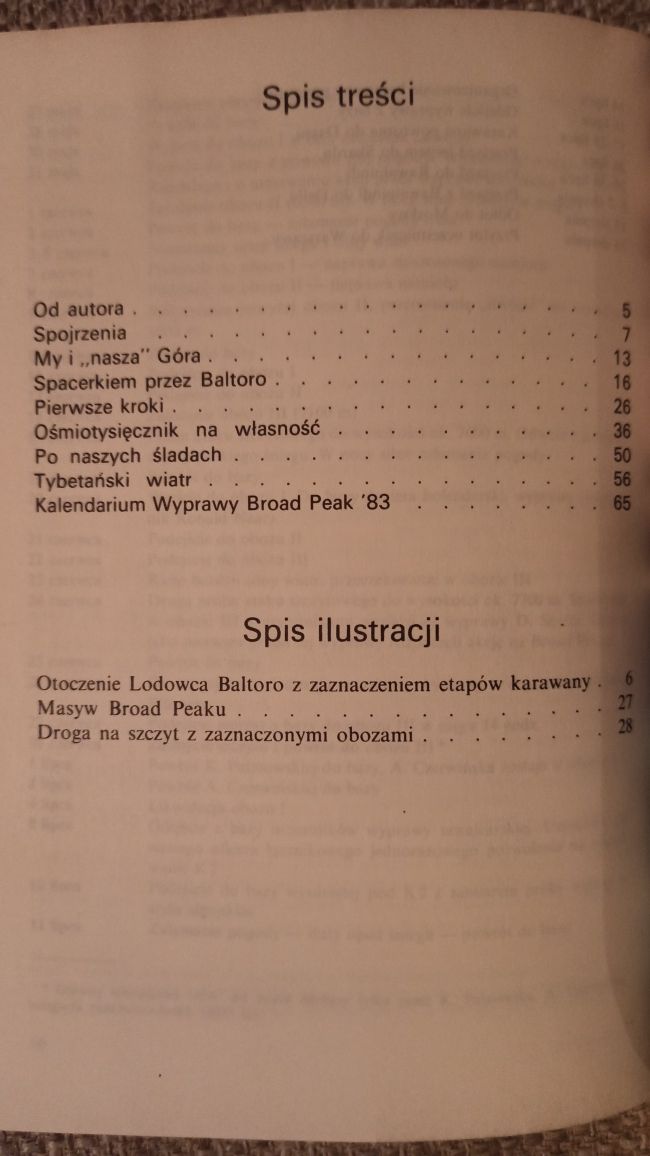 Spis treści
Od autora . . . . . . . . . . . . . . . . . . 5
Spojrzenia . . . . . . . . . . . . . . . . . 7
My i „nasza” Góra . . . . . . . . . . . . . . . 13
Spacerkiem przez Baltoro . . . . . . . . . . . . . 16
Pierwsze kroki . . . . . . . . . . . . . . . . . 26
Ośmiotysięcznik na własność . . . . . . . . . . . 36
Po naszych śladach . . . . . . . . . . . . . . . 50
Tybetański wiatr . . . . . . . . . . . . . . . . 56
Kalendarium Wyprawy Broad Peak '83 . . . . . . . . 65
Spis ilustracji
Otoczenie Lodowca Baltoro z zaznaczeniem etapów karawany . 6
Masyw Broad Peaku . . . . . . . . . . . . . . . 27
Droga na szczyt z zaznaczonymi obozami . . . . . . . . 28